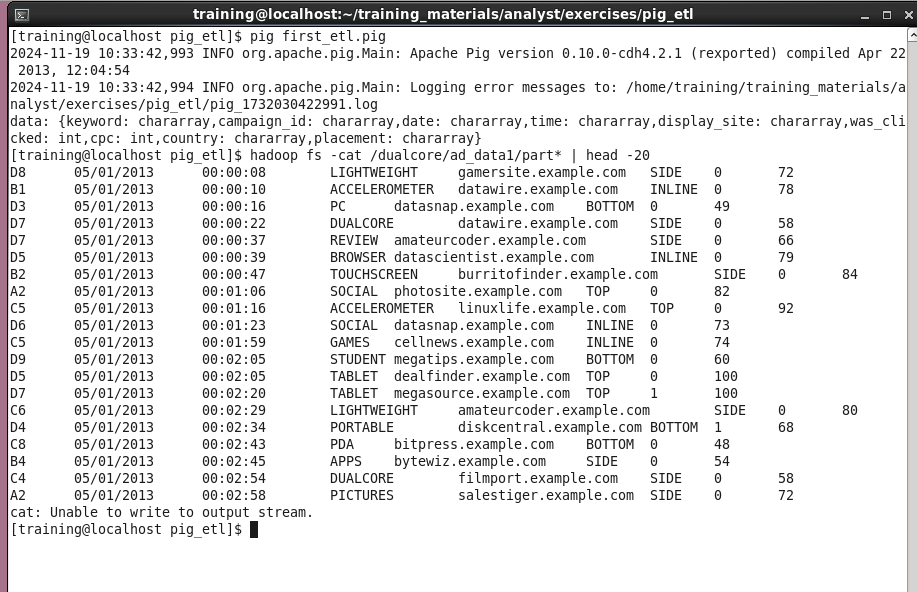 training@localhost:~/training_materials/analyst/exercises/pig_etl
[training@localhost pig_etl]$ pig first_etl.pig
2024-11-19 10:33:42,993 INFO org.apache.pig.Main: Apache Pig version 0.10.0-cdh4.2.1 (rexported) compiled Apr 22
 2013, 12:04:54
2024-11-19 10:33:42,994 INFO org.apache.pig.Main: Logging error messages to: /home/training/training_materials/a
nalyst/exercises/pig_etl/pig_1732030422991.log
data: {keyword: chararray,campaign_id: chararray,date: chararray,time: chararray,display_site: chararray,was_cli
cked: int,cpc: int,country: chararray,placement: chararray}
[training@localhost pig_etl]$ hadoop fs -cat /dualcore/ad_data1/part* | head -20
D8	05/01/2013	00:00:08	LIGHTWEIGHT	gamersite.example.com	SIDE	0	72
B1	05/01/2013	00:00:10	ACCELEROMETER	datawire.example.com	INLINE	0	78
D3	05/01/2013	00:00:16	PC	datasnap.example.com	BOTTOM	0	49
D7	05/01/2013	00:00:22	DUALCORE	datawire.example.com	SIDE	0	58
D7	05/01/2013	00:00:37	REVIEW	amateurcoder.example.com	SIDE	0	66
D5	05/01/2013	00:00:39	BROWSER	datascientist.example.com	INLINE	0	79
B2	05/01/2013	00:00:47	TOUCHSCREEN	burritofinder.example.com	SIDE	0	84
A2	05/01/2013	00:01:06	SOCIAL	photosite.example.com	TOP	0	82
C5	05/01/2013	00:01:16	ACCELEROMETER	linuxlife.example.com	TOP	0	92
D6	05/01/2013	00:01:23	SOCIAL	datasnap.example.com	INLINE	0	73
C5	05/01/2013	00:01:59	GAMES	cellnews.example.com	INLINE	0	74
D9	05/01/2013	00:02:05	STUDENT	megatips.example.com	BOTTOM	0	60
D5	05/01/2013	00:02:05	TABLET	dealfinder.example.com	TOP	0	100
D7	05/01/2013	00:02:20	TABLET	megasource.example.com	TOP	1	100
C6	05/01/2013	00:02:29	LIGHTWEIGHT	amateurcoder.example.com	SIDE	0	80
D4	05/01/2013	00:02:34	PORTABLE	diskcentral.example.com	BOTTOM	1	68
C8	05/01/2013	00:02:43	PDA	bitpress.example.com	BOTTOM	0	48
B4	05/01/2013	00:02:45	APPS	bytewiz.example.com	SIDE	0	54
C4	05/01/2013	00:02:54	DUALCORE	filmport.example.com	SIDE	0	58
A2	05/01/2013	00:02:58	PICTURES	salestiger.example.com	SIDE	0	72
cat: Unable to write to output stream.
[training@localhost pig_etl]$